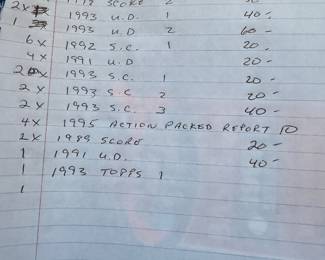 1989 SCORE 2
2x 1993 U.D. 1 40-
1 1993 U.D 2 60-
6x 1992 S.C. 1 20-
4x 1991 U.D 20-
2x 1993 S.C. 1 20-
2x 1993 S.C 2 20-
2x 1993 S.C. 3 40-
4x 1995 ACTION PACKED REPORT 10
2x 1989 SCORE 20-
1 1991 U.D. 40-
1 1993 TOPPS 1
1